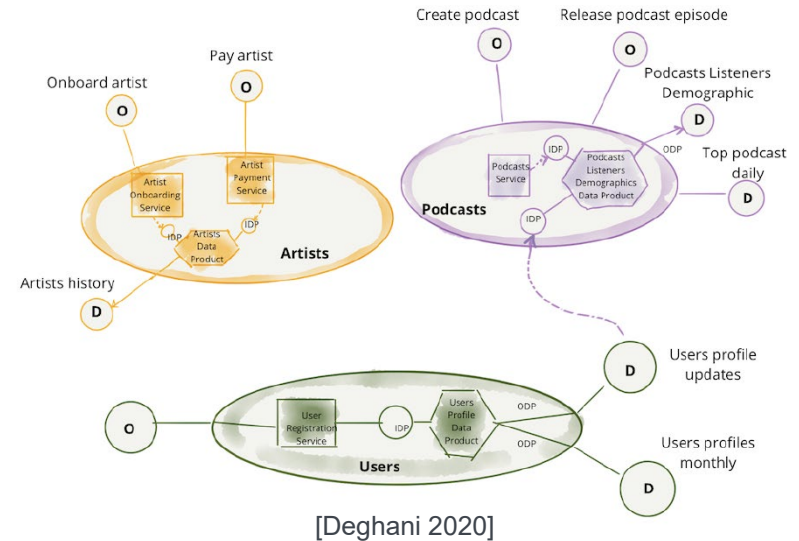 Create podcast
Release podcast episode
O
O
Pay artist
Onboard artist
O
O
Podcasts Listeners
Demographic
D
ODP
Top podcast
daily
D
Artist
Onboarding
Service
Artist
Payment
Service
IDP
IDP
Artists
Data
Product
Artists
Artists history
D
Podcasts
Service
IDP
Podcasts
Listeners
Demographics
Data Product
IDP
Podcasts
Users profile
updates
D
O
User
Registration
Service
IDP
Users
Profile
Data
Product
ODP
ODP
Users
Users profiles
monthly
D
[Deghani 2020]